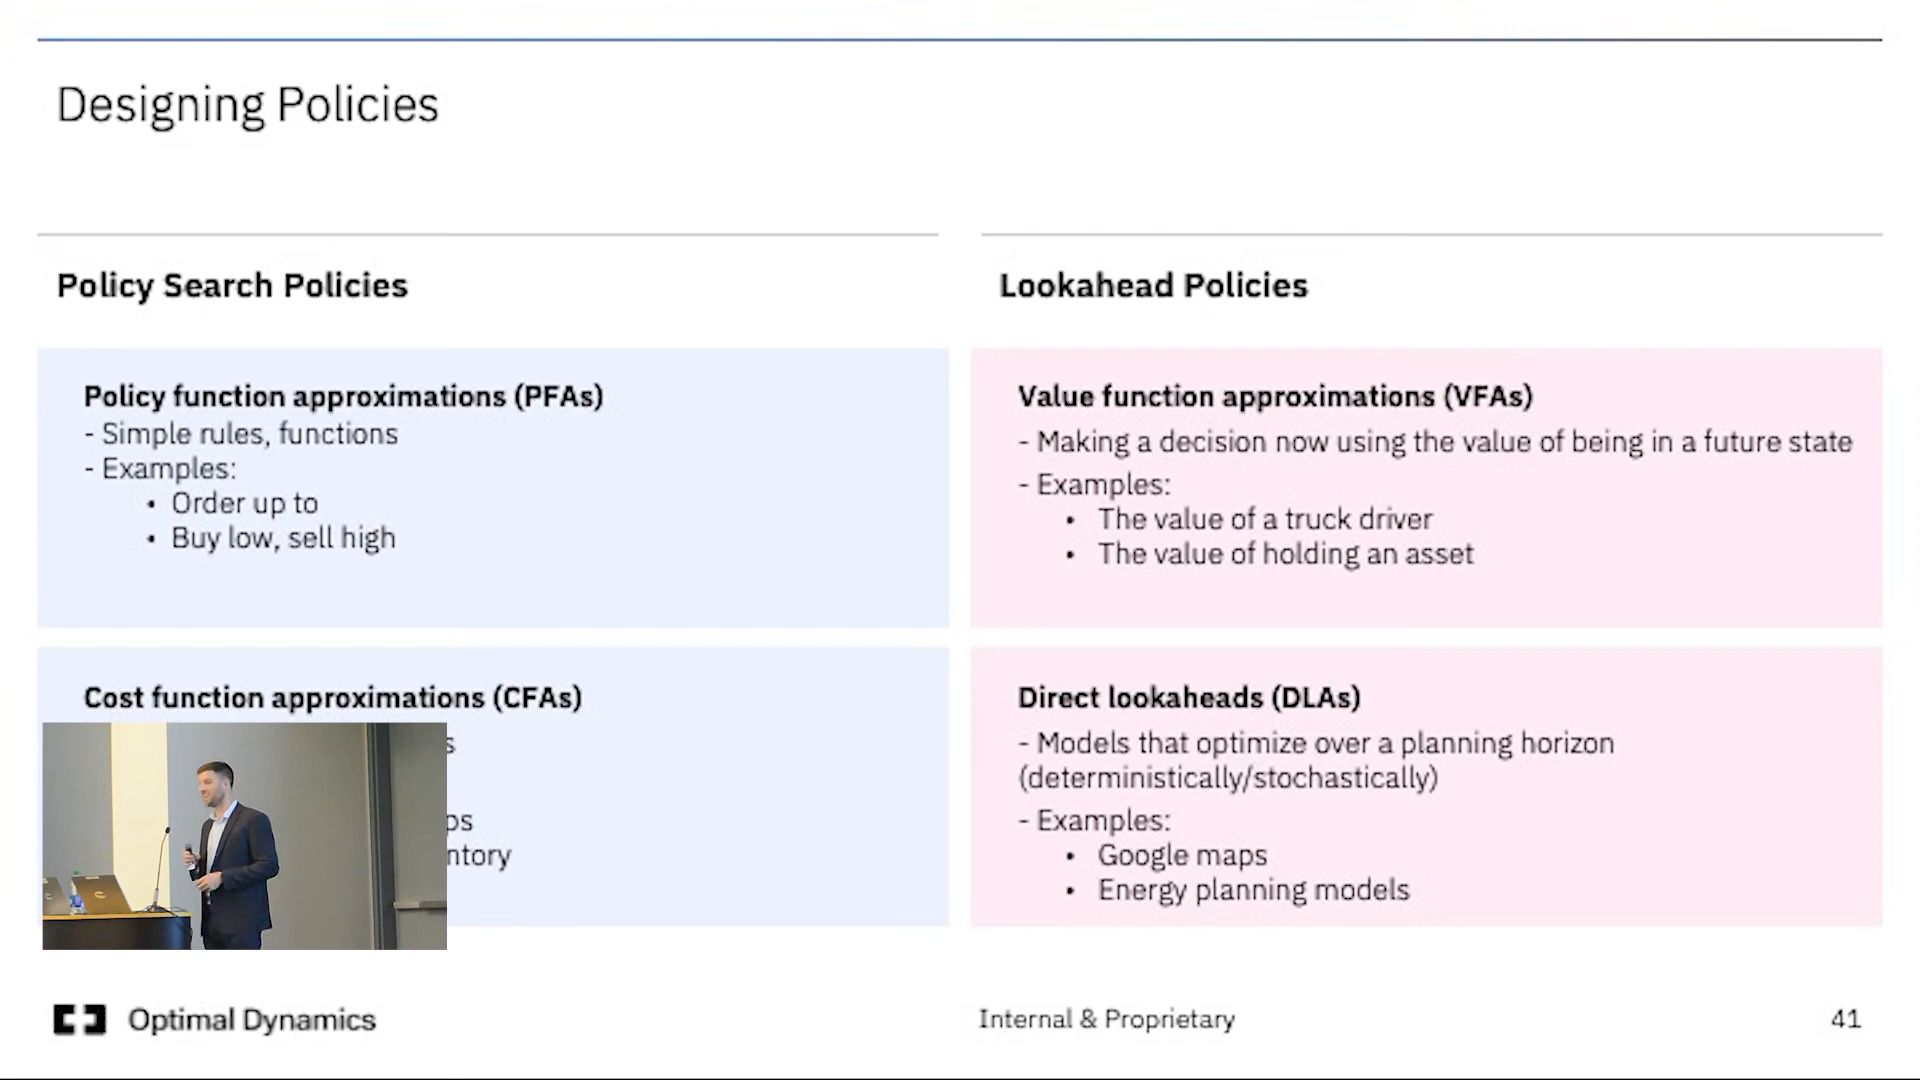 Designing Policies
Policy Search Policies
Policy function approximations (PFAs)
- Simple rules, functions
- Examples:
• Order up to
• Buy low, sell high
Cost function approximations (CFAs)
Lookahead Policies
Value function approximations (VFAs)
- Making a decision now using the value of being in a future state
- Examples:
• The value of a truck driver
• The value of holding an asset
Direct lookaheads (DLAs)
- Models that optimize over a planning horizon
(deterministically/stochastically)
- Examples:
• Google maps
• Energy planning models
Optimal Dynamics
Internal & Proprietary
41